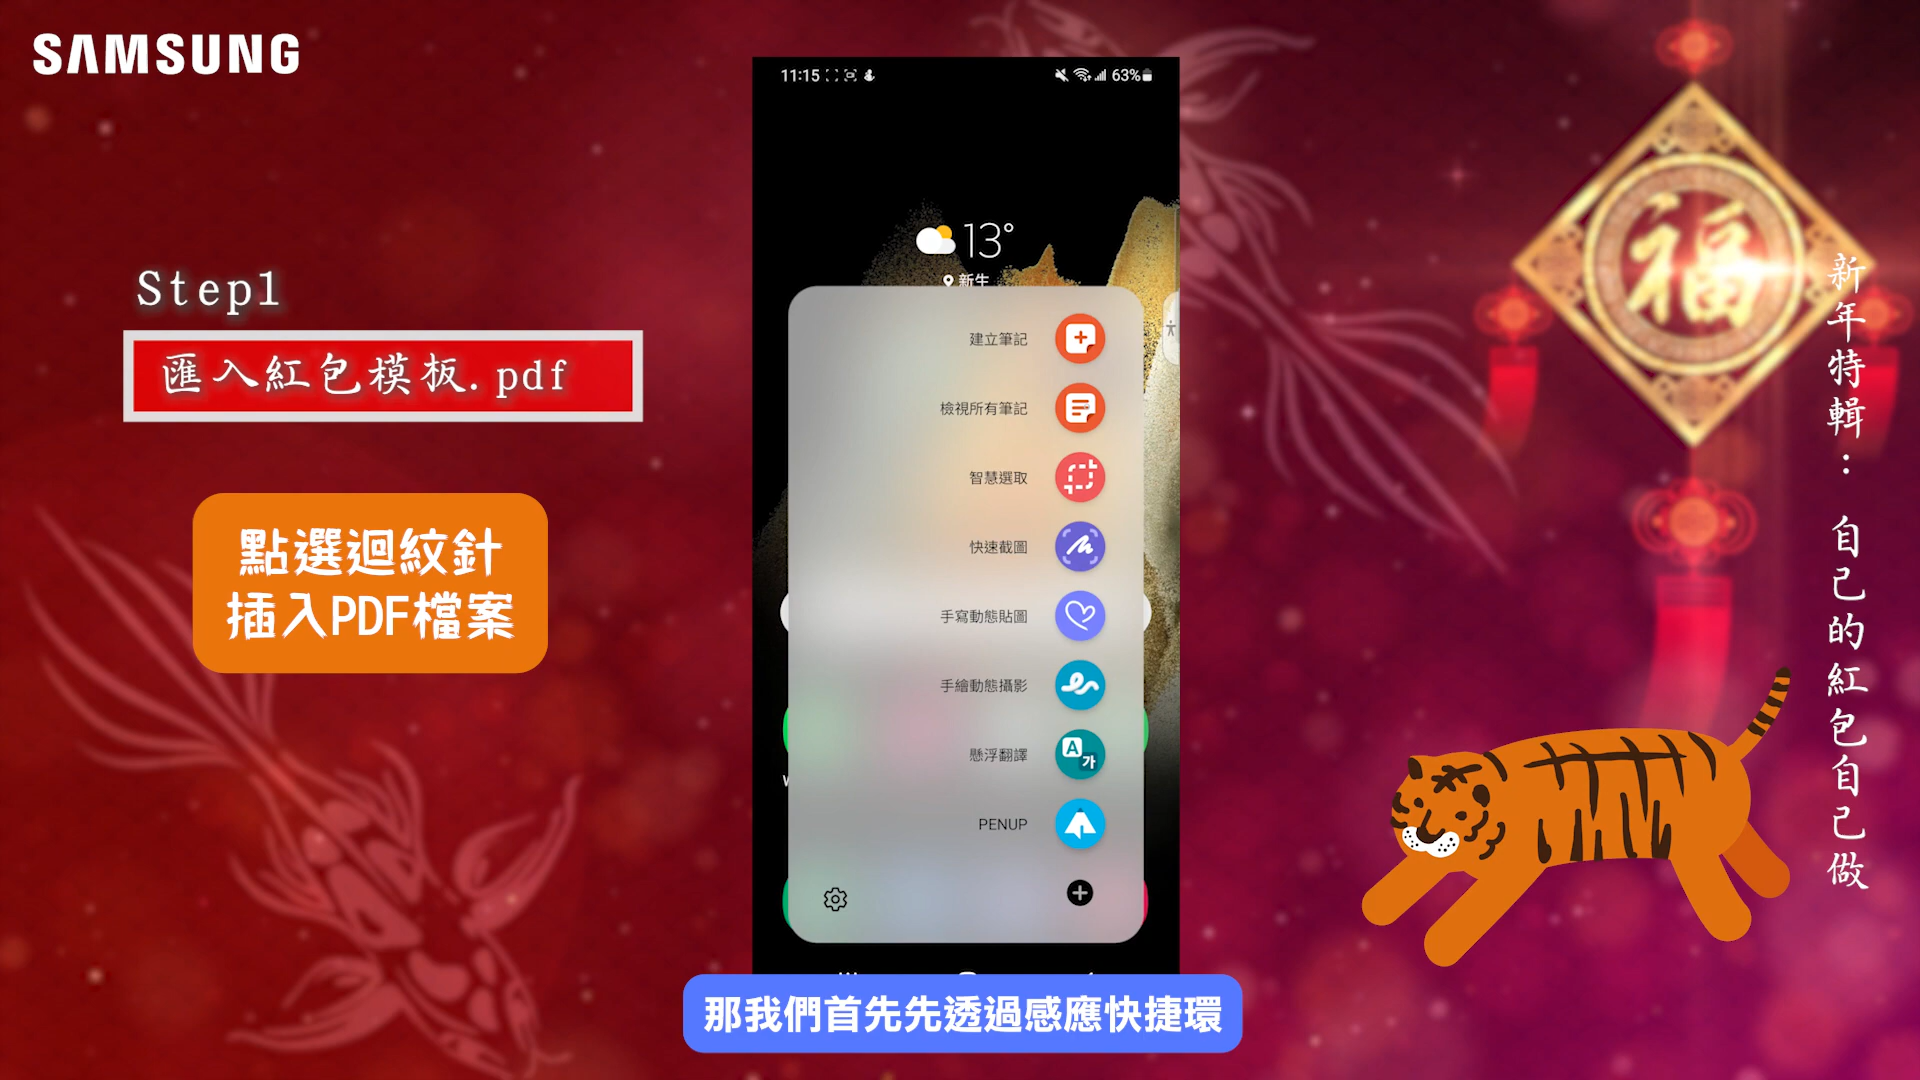 SAMSUNG
Step1
匯入紅包模板.pdf
點選迴紋針
插入PDF檔案
11:15
63%
13°
新生
建立筆記
檢視所有筆記
智慧選取
快速截圖
手寫動態貼圖
手繪動態攝影
懸浮翻譯
A가
PENUP
福
新年特輯：自己的紅包自己做
那我們首先先透過感應快捷環